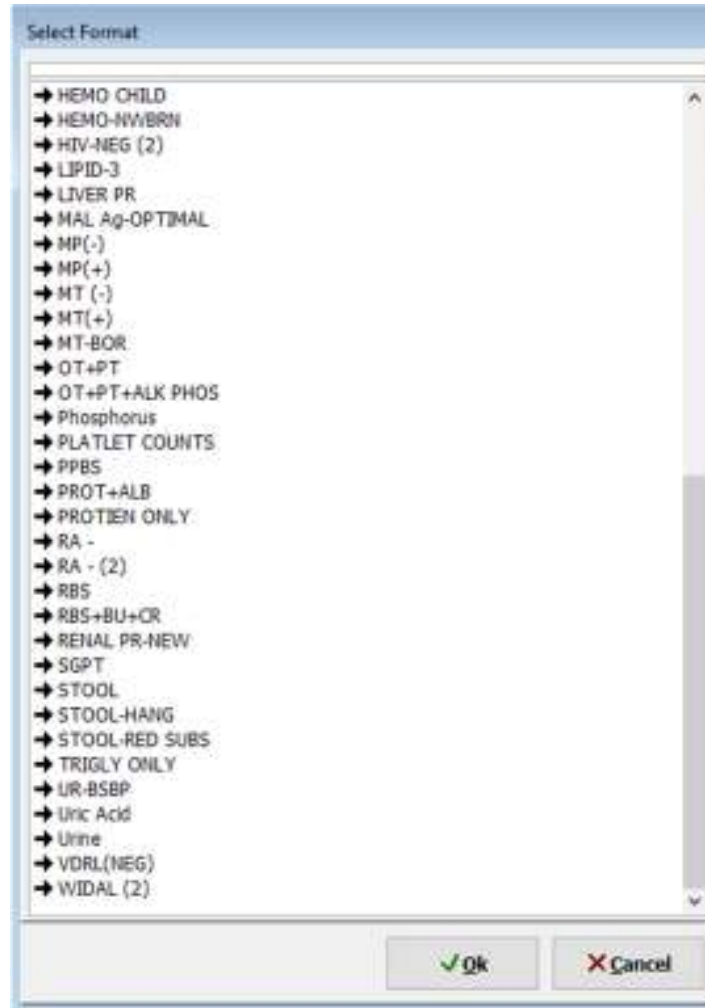 Select Format
HEMO CHILD
HEMO-NWBRN
HIV-NEG (2)
LIPID-3
LIVER PR
MAL Ag-OPTIMAL
MP(-)
MP(+)
MT (-)
MT(+)
MT-BOR
OT+PT
OT+PT+ALK PHOS
Phosphorus
PLATLET COUNTS
PPBS
PROT+ALB
PROTIEN ONLY
RA -
RA - (2)
RBS
RBS+BU+CR
RENAL PR-NEW
SGPT
STOOL
STOOL-HANG
STOOL-RED SUBS
TRIGLY ONLY
UR-BSBP
Uric Acid
Urine
VDRL(NEG)
WIDAL (2)
Ok
Cancel